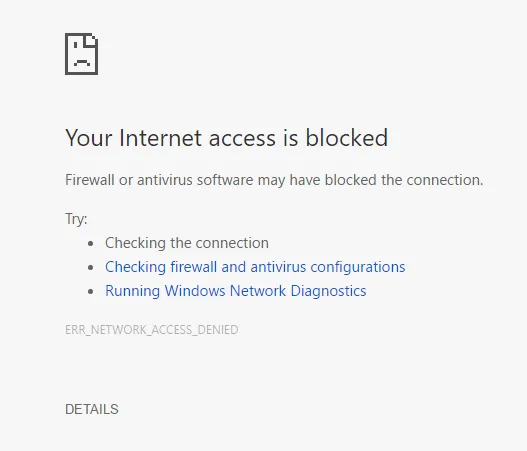 Your Internet access is blocked
Firewall or antivirus software may have blocked the connection.
Try:
• Checking the connection
• Checking firewall and antivirus configurations
• Running Windows Network Diagnostics
ERR_NETWORK_ACCESS_DENIED
DETAILS